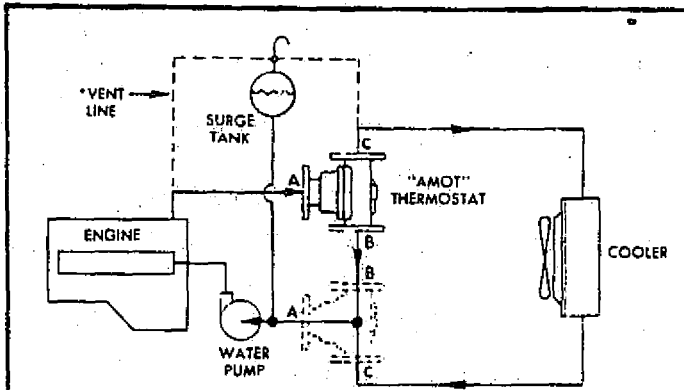 *VENT
LINE
SURGE
TANK
C
A
"AMOT"
THERMOSTAT
B
ENGINE
COOLER
B
A
WATER
PUMP
C